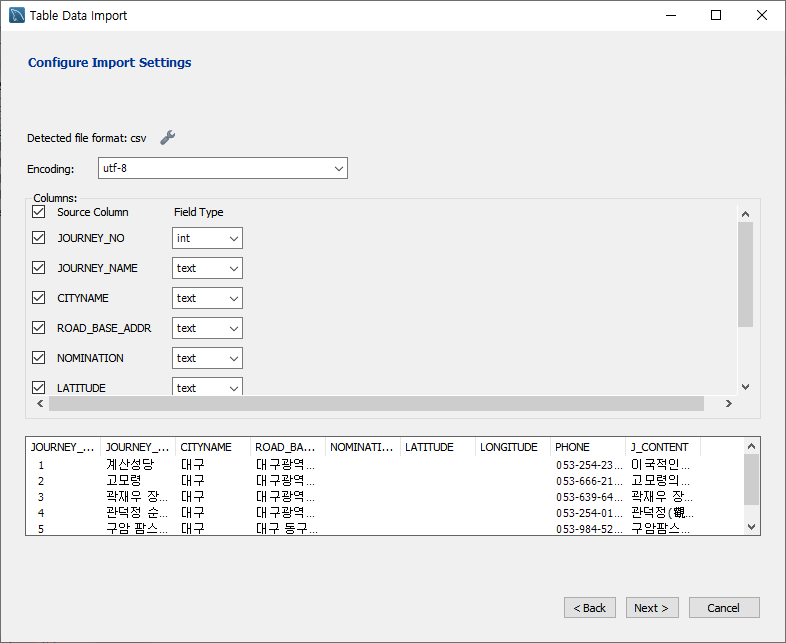 Table Data Import
Configure Import Settings
Detected file format: csv
Encoding: utf-8
Columns:
Source Column Field Type
JOURNEY_NO int
JOURNEY_NAME text
CITYNAME text
ROAD_BASE_ADDR text
NOMINATION text
LATITUDE text
JOURNEY_... JOURNEY_... CITYNAME ROAD_BA... NOMINATI... LATITUDE LONGITUDE PHONE J_CONTENT
1 계산성당 대구 대구광역... 053-254-23...이국적인...
2 고모령 대구 대구광역... 053-666-21...고모령의...
3 곽재우 장... 대구 대구광역... 053-639-64... 곽재우 장...
4 관덕정 순... 대구 대구광역... 053-254-01... 관덕정(觀...
5 구암 팜스... 대구 대구 동구... 053-984-52... 구암팜스...
< Back Next > Cancel